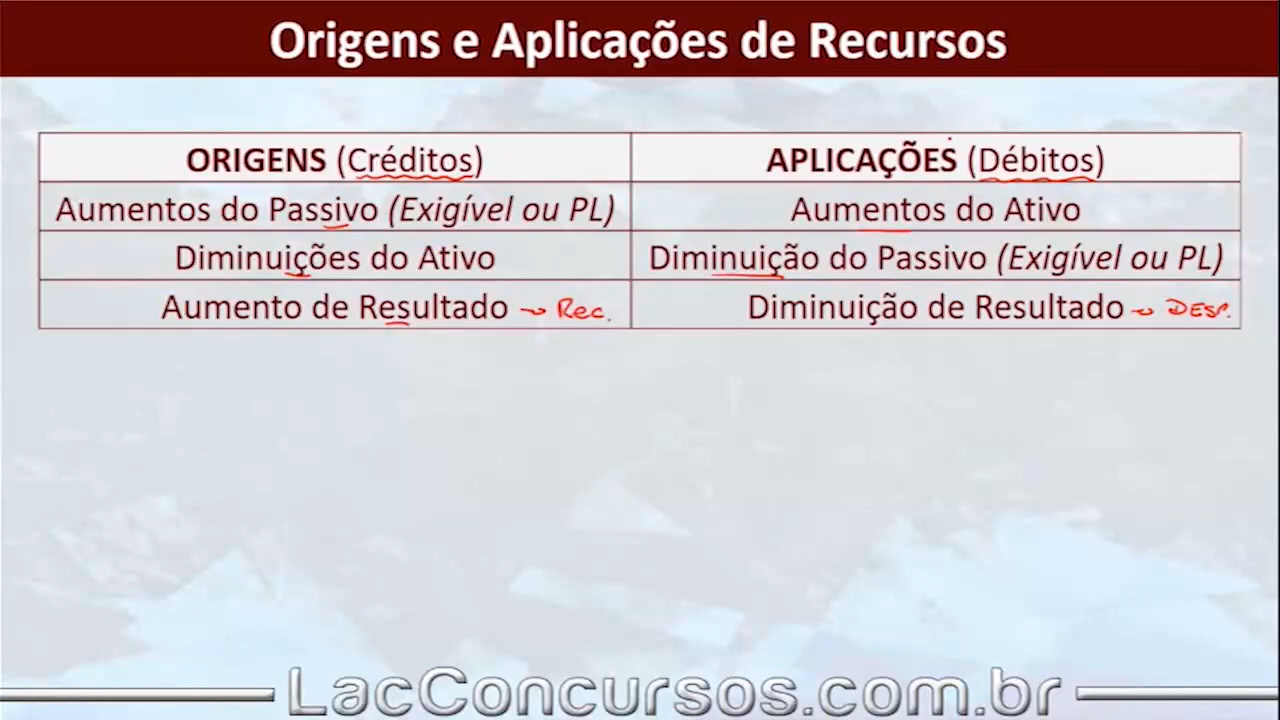 Origens e Aplicações de Recursos
ORIGENS (Créditos) APLICAÇÕES (Débitos)
Aumentos do Passivo (Exigível ou PL) Aumentos do Ativo
Diminuições do Ativo Diminuição do Passivo (Exigível ou PL)
Aumento de Resultado → Rec. Diminuição de Resultado → DESP.
LacConcursos.com.br